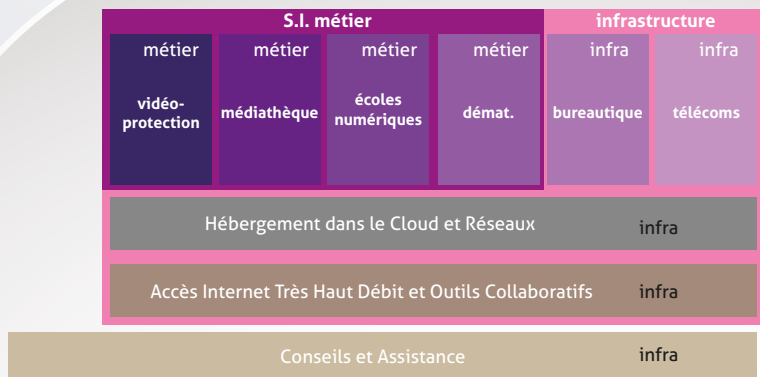 S.I. métier
infrastructure
métier
métier
métier
métier
infra
infra
vidéo-
protection
médiathèque
écoles
numériques
démat.
bureautique
télécoms
Hébergement dans le Cloud et Réseaux
infra
Accès Internet Très Haut Débit et Outils Collaboratifs
infra
Conseils et Assistance
infra